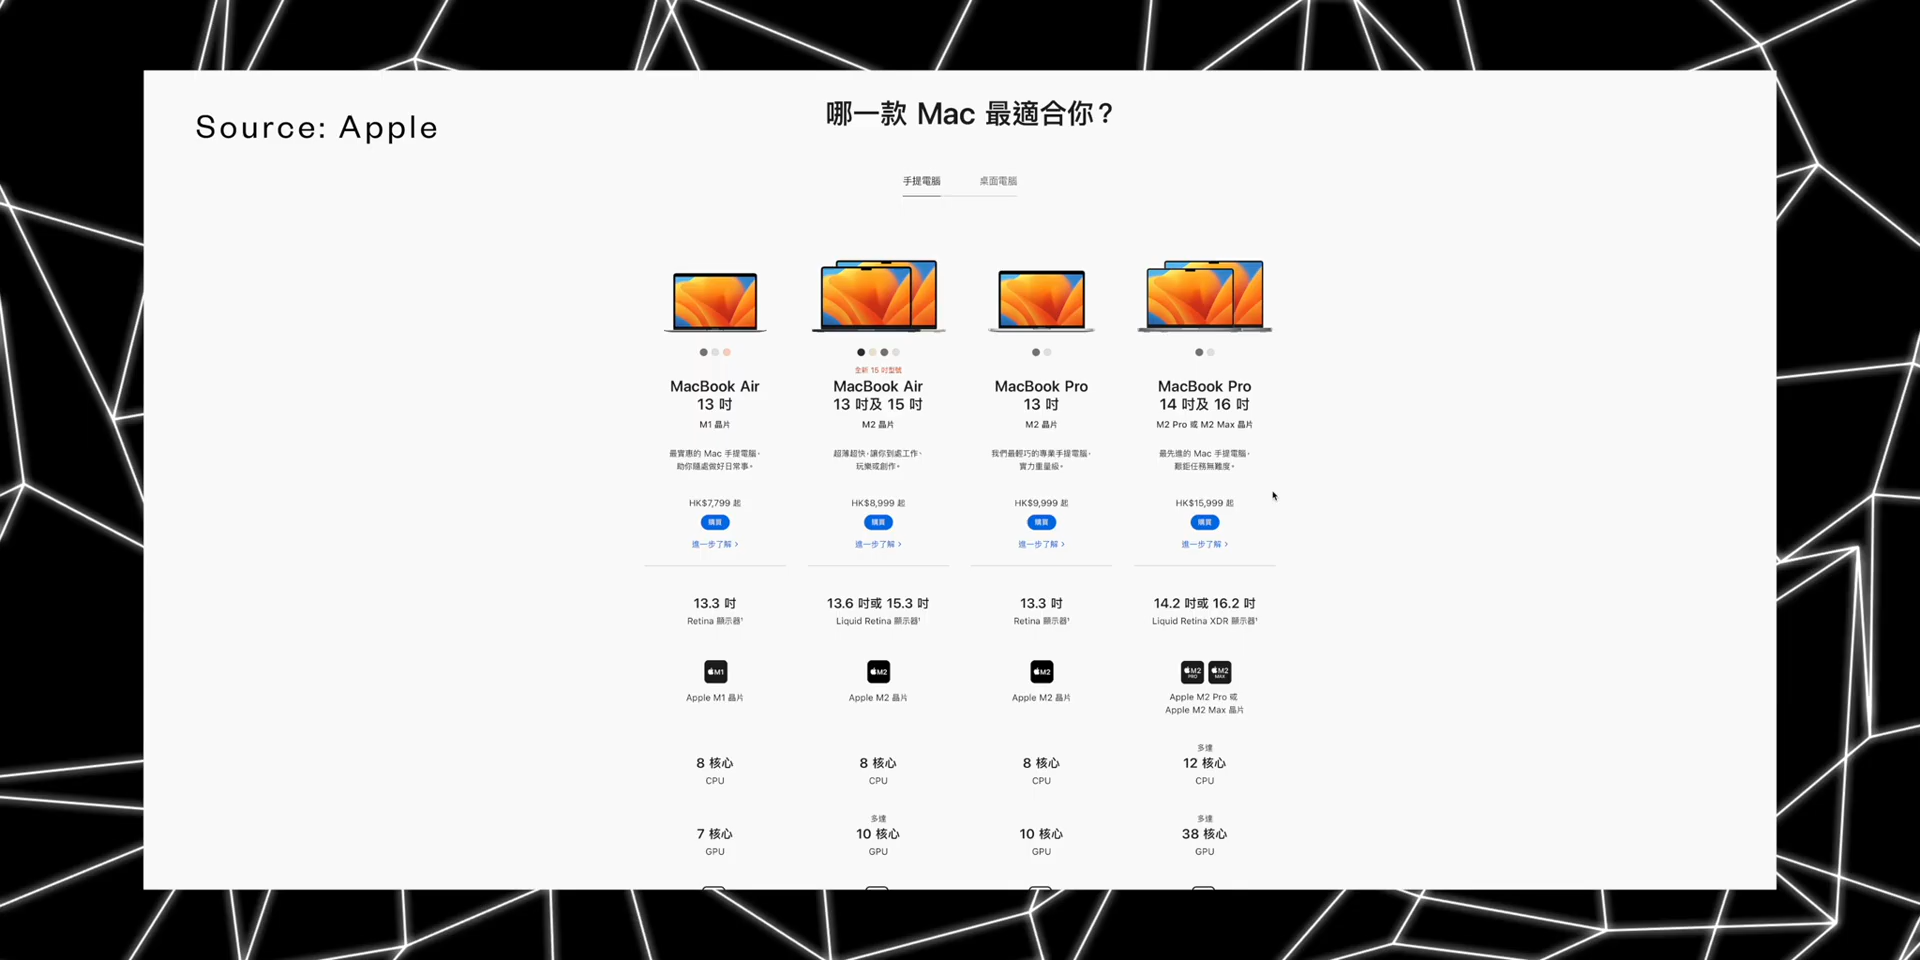 Source: Apple
哪一款 Mac 最適合你？
手提電腦 桌面電腦
全新 15 吋型號
MacBook Air
13 吋
M1 晶片
最實惠的 Mac 手提電腦，
助你隨處做好日常事。
HK$7,799 起
購買
進一步了解 >
MacBook Air
13 吋及 15 吋
M2 晶片
超薄超快，讓你到處工作、
玩樂或創作。
HK$8,999 起
購買
進一步了解 >
MacBook Pro
13 吋
M2 晶片
我們最輕巧的專業手提電腦，
實力重量級。
HK$9,999 起
購買
進一步了解 >
MacBook Pro
14 吋及 16 吋
M2 Pro 或 M2 Max 晶片
最先進的 Mac 手提電腦，
艱鉅任務無難度。
HK$15,999 起
購買
進一步了解 >
13.3 吋
Retina 顯示器¹
13.6 吋或 15.3 吋
Liquid Retina 顯示器¹
13.3 吋
Retina 顯示器¹
14.2 吋或 16.2 吋
Liquid Retina XDR 顯示器¹
M1
Apple M1 晶片
M2
Apple M2 晶片
M2
Apple M2 晶片
M2 PRO
M2 MAX
Apple M2 Pro 或
Apple M2 Max 晶片
8 核心
CPU
8 核心
CPU
8 核心
CPU
多達
12 核心
CPU
7 核心
GPU
多達
10 核心
GPU
10 核心
GPU
多達
38 核心
GPU